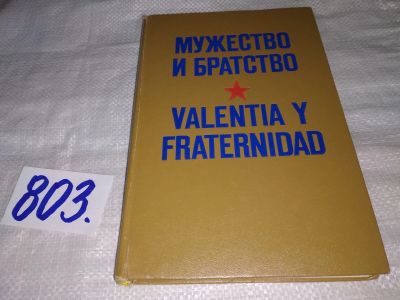 МУЖЕСТВО
И БРАТСТВО
VALENTIA Y
FRATERNIDAD
803.